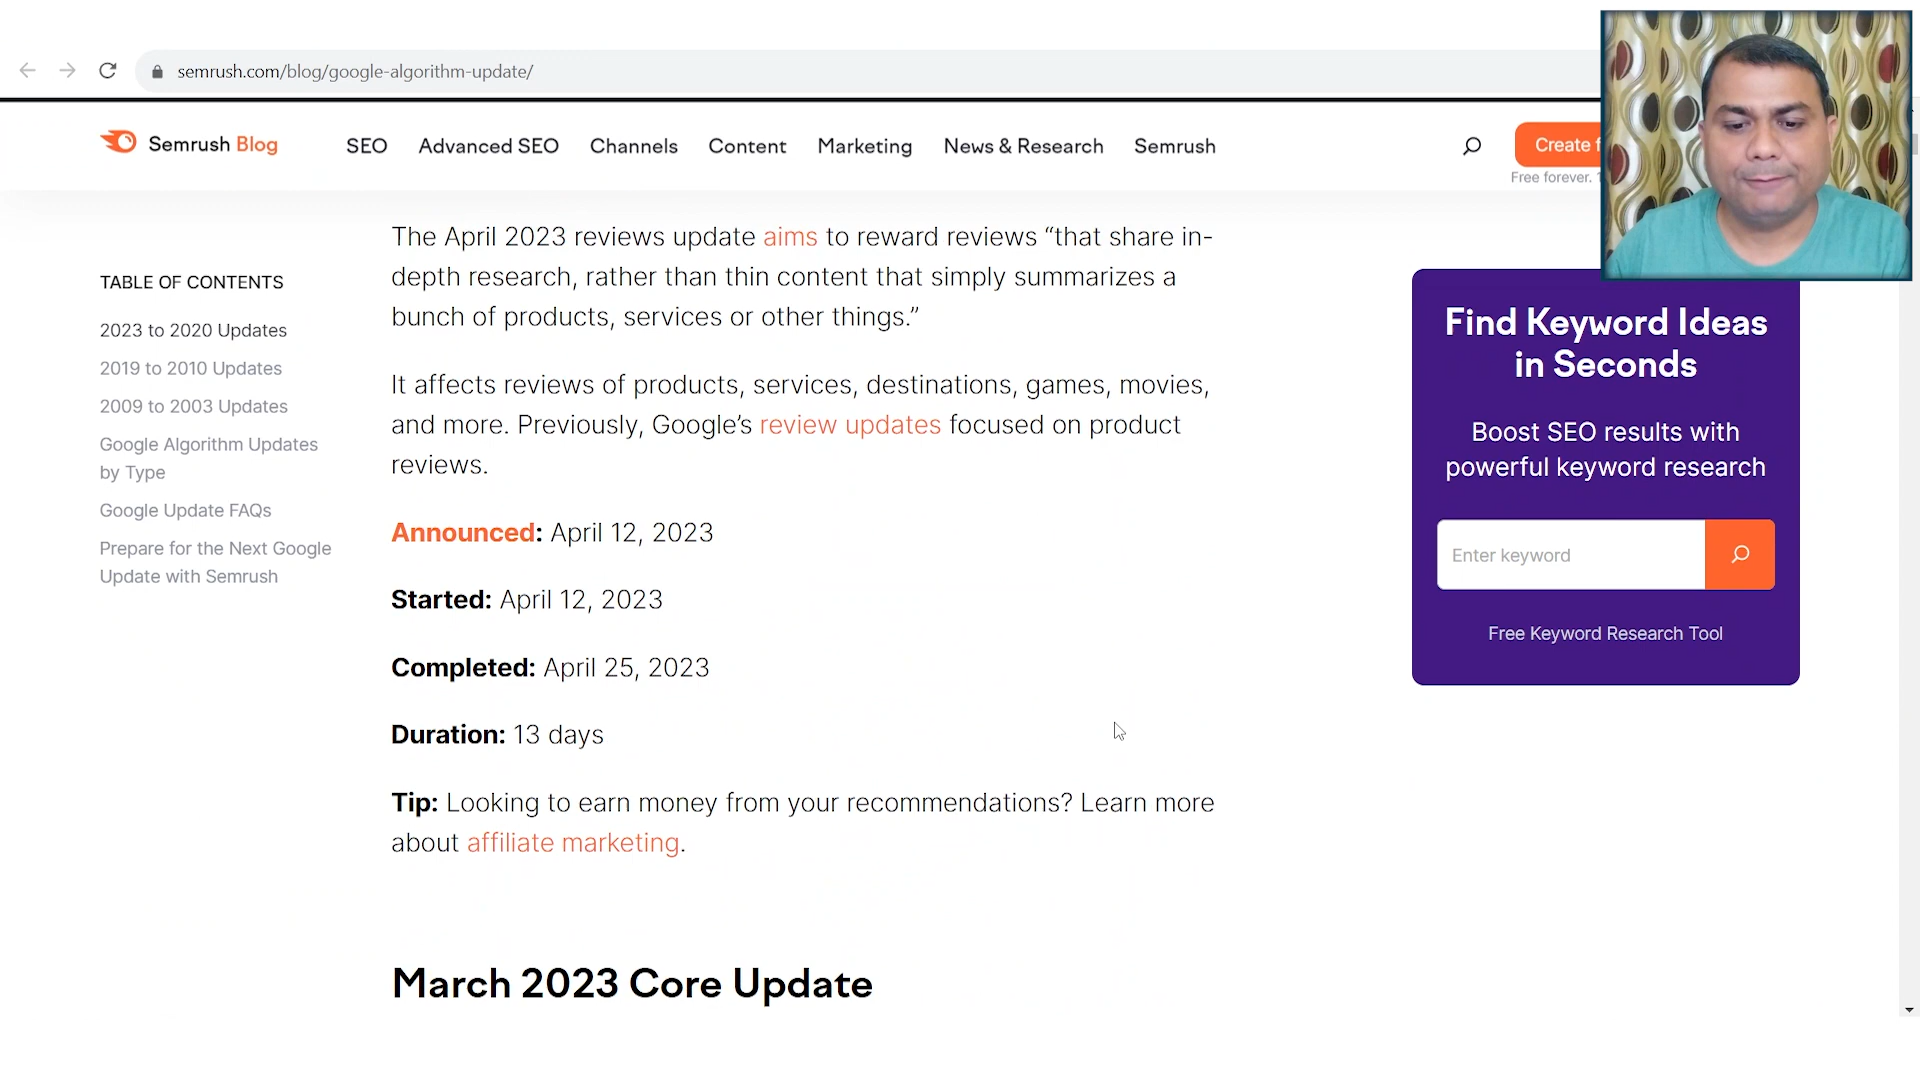 semrush.com/blog/google-algorithm-update/
Semrush Blog
SEO
Advanced SEO
Channels
Content
Marketing
News & Research
Semrush
Create f
Free forever.
TABLE OF CONTENTS
2023 to 2020 Updates
2019 to 2010 Updates
2009 to 2003 Updates
Google Algorithm Updates
by Type
Google Update FAQs
Prepare for the Next Google
Update with Semrush
The April 2023 reviews update aims to reward reviews “that share in-
depth research, rather than thin content that simply summarizes a
bunch of products, services or other things.”
It affects reviews of products, services, destinations, games, movies,
and more. Previously, Google’s review updates focused on product
reviews.
Announced: April 12, 2023
Started: April 12, 2023
Completed: April 25, 2023
Duration: 13 days
Tip: Looking to earn money from your recommendations? Learn more
about affiliate marketing.
March 2023 Core Update
Find Keyword Ideas
in Seconds
Boost SEO results with
powerful keyword research
Enter keyword
Free Keyword Research Tool